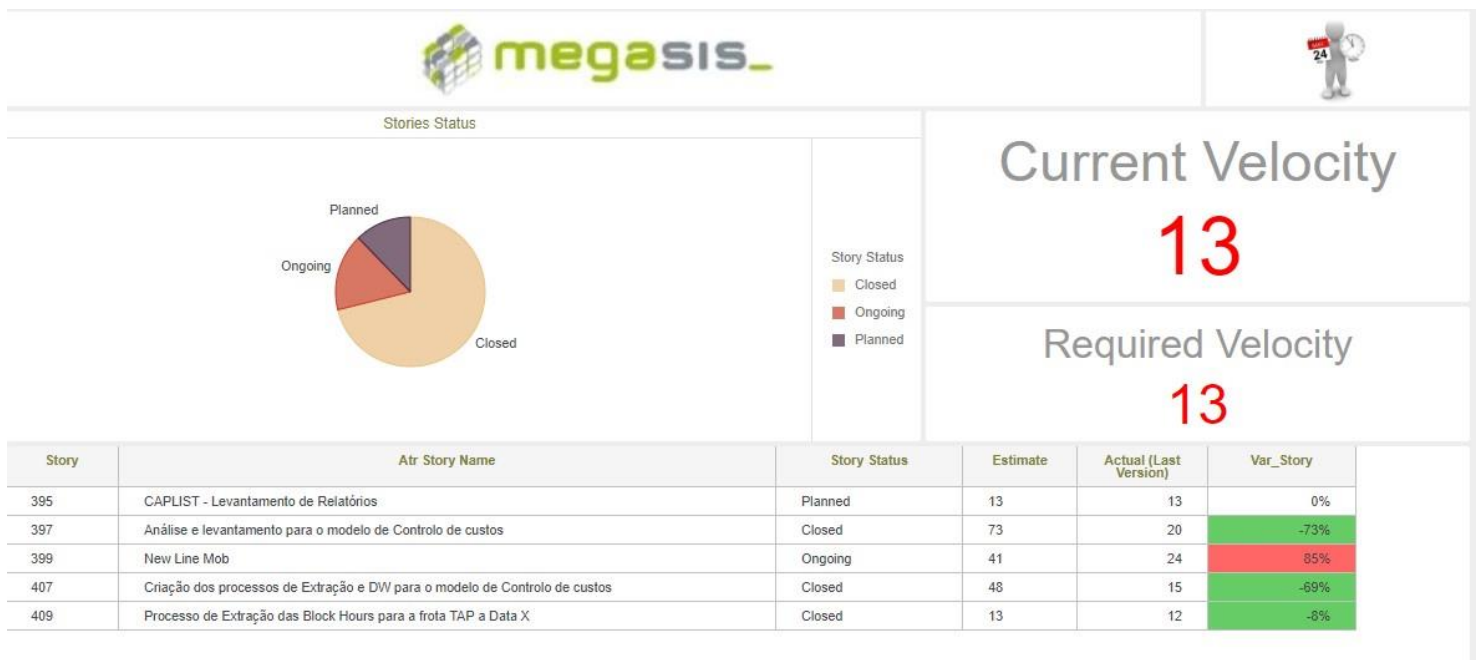 megasis_
24
Stories Status
Planned
Ongoing
Closed
Story Status
Closed
Ongoing
Planned
Current Velocity
13
Required Velocity
13
Story Atr Story Name Story Status Estimate Actual (Last Version) Var_Story
395 CAPLIST - Levantamento de Relatórios Planned 13 13 0%
397 Análise e levantamento para o modelo de Controlo de custos Closed 73 20 -73%
399 New Line Mob Ongoing 41 24 85%
407 Criação dos processos de Extração e DW para o modelo de Controlo de custos Closed 48 15 -69%
409 Processo de Extração das Block Hours para a frota TAP a Data X Closed 13 12 -8%